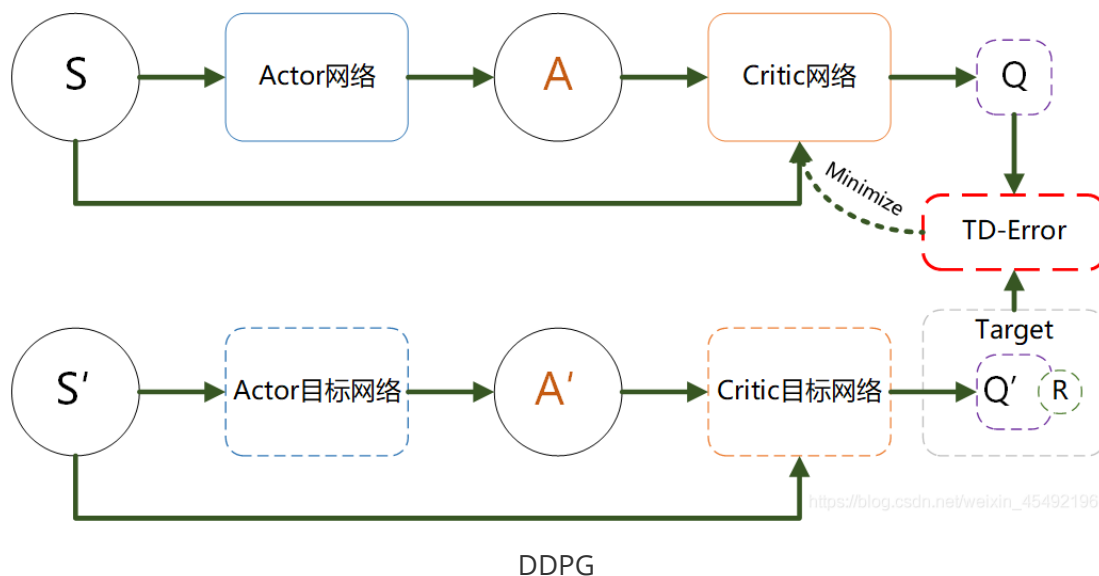 S
Actor网络
A
Critic网络
Q
Minimize
TD-Error
Target
S′
Actor目标网络
A′
Critic目标网络
Q′
R
https://blog.csdn.net/weixin_45492196
DDPG